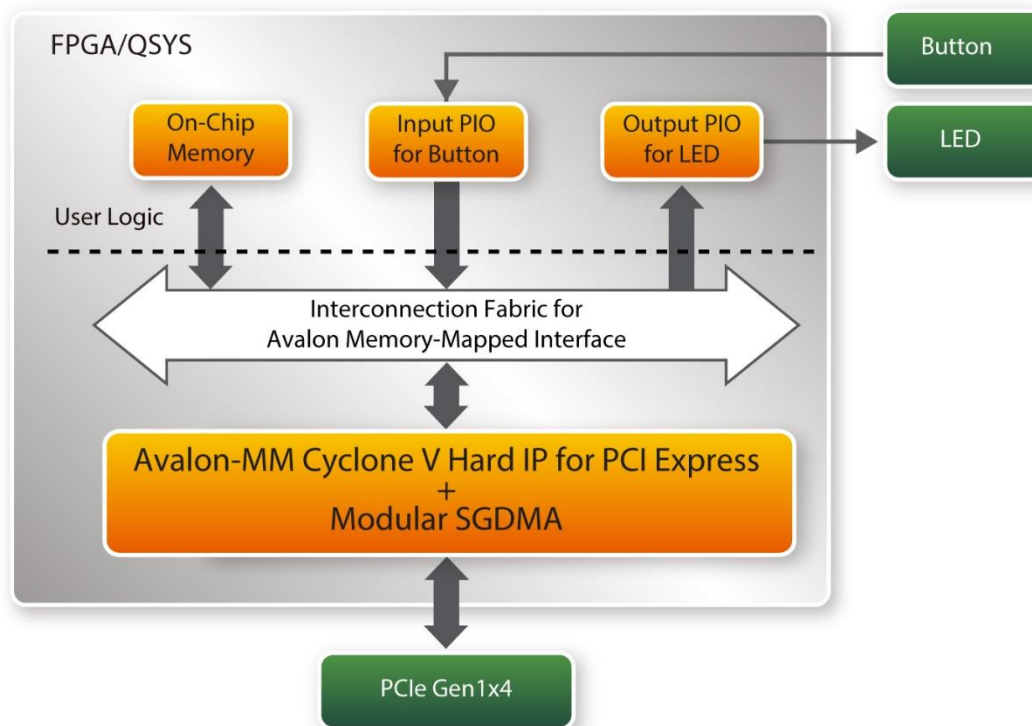 FPGA/QSYS
Button
LED
On-Chip
Memory
Input PIO
for Button
Output PIO
for LED
User Logic
Interconnection Fabric for
Avalon Memory-Mapped Interface
Avalon-MM Cyclone V Hard IP for PCI Express
+
Modular SGDMA
PCIe Gen1x4